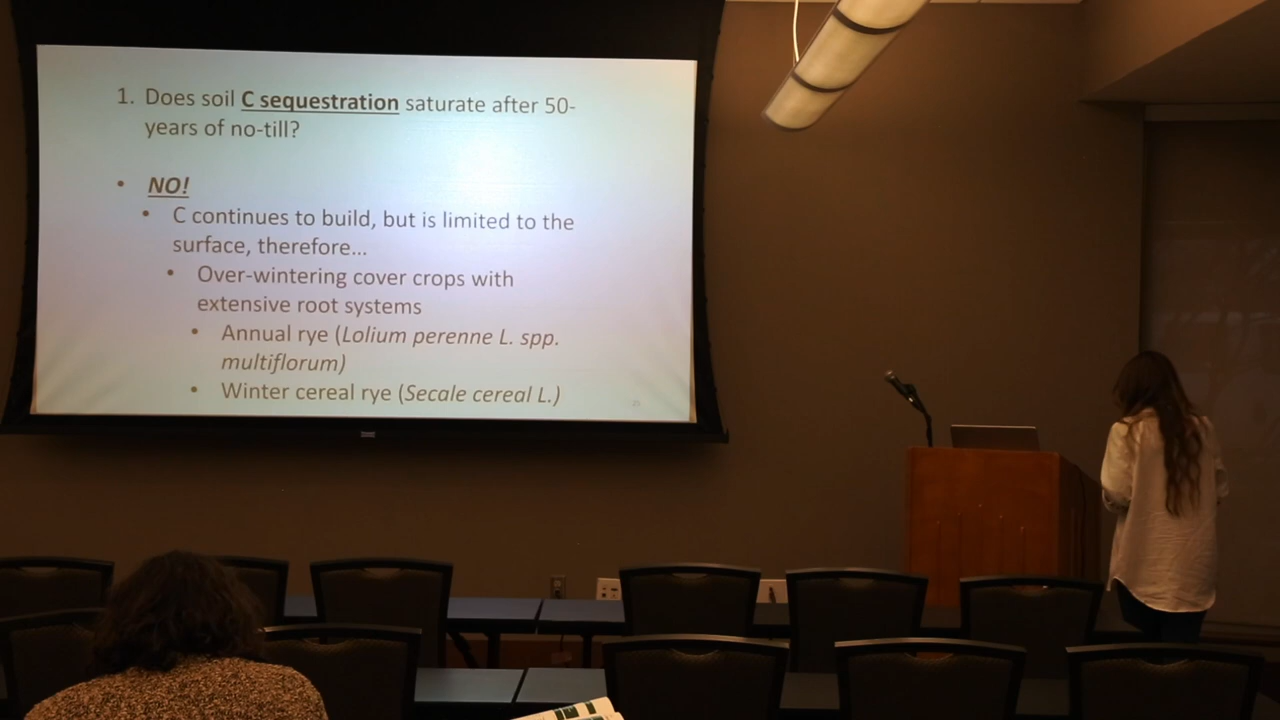 1. Does soil C sequestration saturate after 50-
years of no-till?
• NO!
• C continues to build, but is limited to the
surface, therefore...
• Over-wintering cover crops with
extensive root systems
• Annual rye (Lolium perenne L. spp.
multiflorum)
• Winter cereal rye (Secale cereal L.)